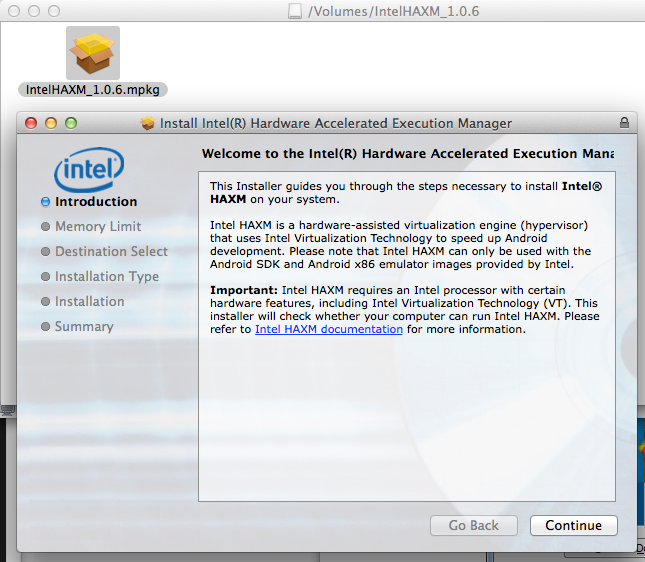 /Volumes/IntelHAXM_1.0.6
IntelHAXM_1.0.6.mpkg
Install Intel(R) Hardware Accelerated Execution Manager
intel
Welcome to the Intel(R) Hardware Accelerated Execution Mana
Introduction
Memory Limit
Destination Select
Installation Type
Installation
Summary
This Installer guides you through the steps necessary to install Intel®
HAXM on your system.
Intel HAXM is a hardware-assisted virtualization engine (hypervisor)
that uses Intel Virtualization Technology to speed up Android
development. Please note that Intel HAXM can only be used with the
Android SDK and Android x86 emulator images provided by Intel.
Important: Intel HAXM requires an Intel processor with certain
hardware features, including Intel Virtualization Technology (VT). This
installer will check whether your computer can run Intel HAXM. Please
refer to Intel HAXM documentation for more information.
Go Back
Continue